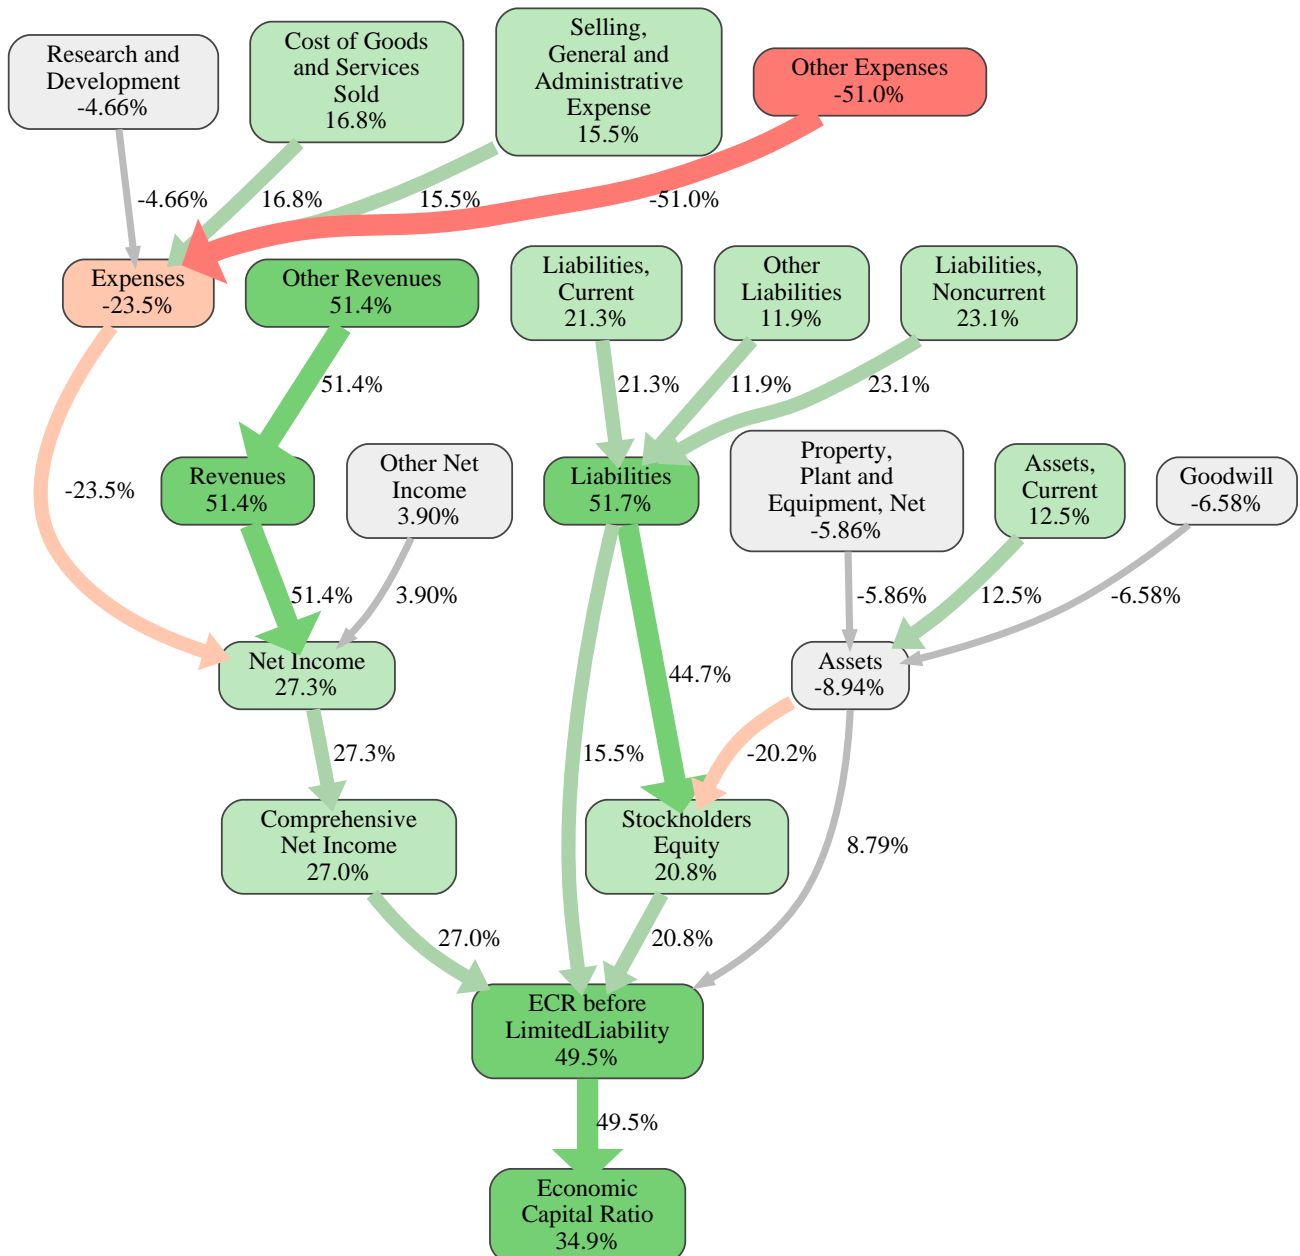 Research and
Development
-4.66%
Cost of Goods
and Services
Sold
16.8%
Selling,
General and
Administrative
Expense
15.5%
Other Expenses
-51.0%
-4.66%
16.8%
15.5%
-51.0%
Expenses
-23.5%
Other Revenues
51.4%
Liabilities,
Current
21.3%
Other
Liabilities
11.9%
Liabilities,
Noncurrent
23.1%
51.4%
21.3%
11.9%
23.1%
-23.5%
Revenues
51.4%
Other Net
Income
3.90%
Liabilities
51.7%
Property,
Plant and
Equipment, Net
-5.86%
Assets,
Current
12.5%
Goodwill
-6.58%
51.4%
3.90%
-5.86%
12.5%
-6.58%
Net Income
27.3%
44.7%
Assets
-8.94%
27.3%
15.5%
-20.2%
Comprehensive
Net Income
27.0%
Stockholders
Equity
20.8%
8.79%
27.0%
20.8%
ECR before
LimitedLiability
49.5%
49.5%
Economic
Capital Ratio
34.9%